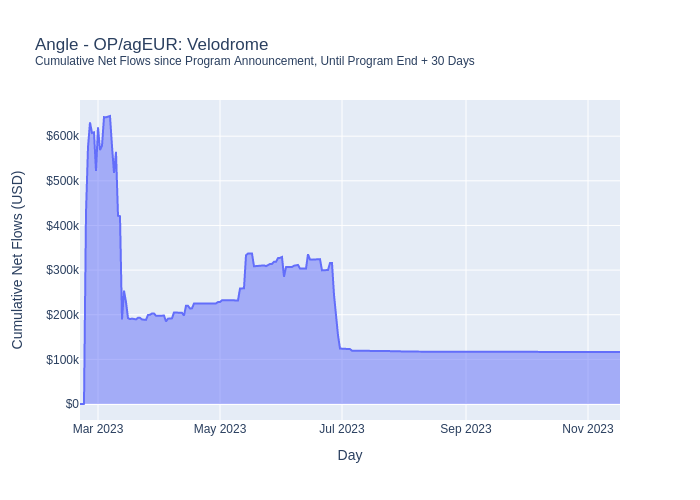 Angle - OP/agEUR: Velodrome
Cumulative Net Flows since Program Announcement, Until Program End + 30 Days
Cumulative Net Flows (USD)
$600k
$500k
$400k
$300k
$200k
$100k
$0
Mar 2023
May 2023
Jul 2023
Sep 2023
Nov 2023
Day